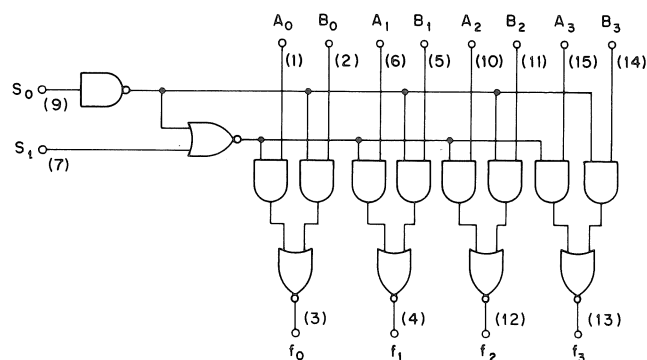 A0 B0 A1 B1 A2 B2 A3 B3
(1) (2) (6) (5) (10) (11) (15) (14)
S0
(9)
S1
(7)
(3) (4) (12) (13)
f0 f1 f2 f3